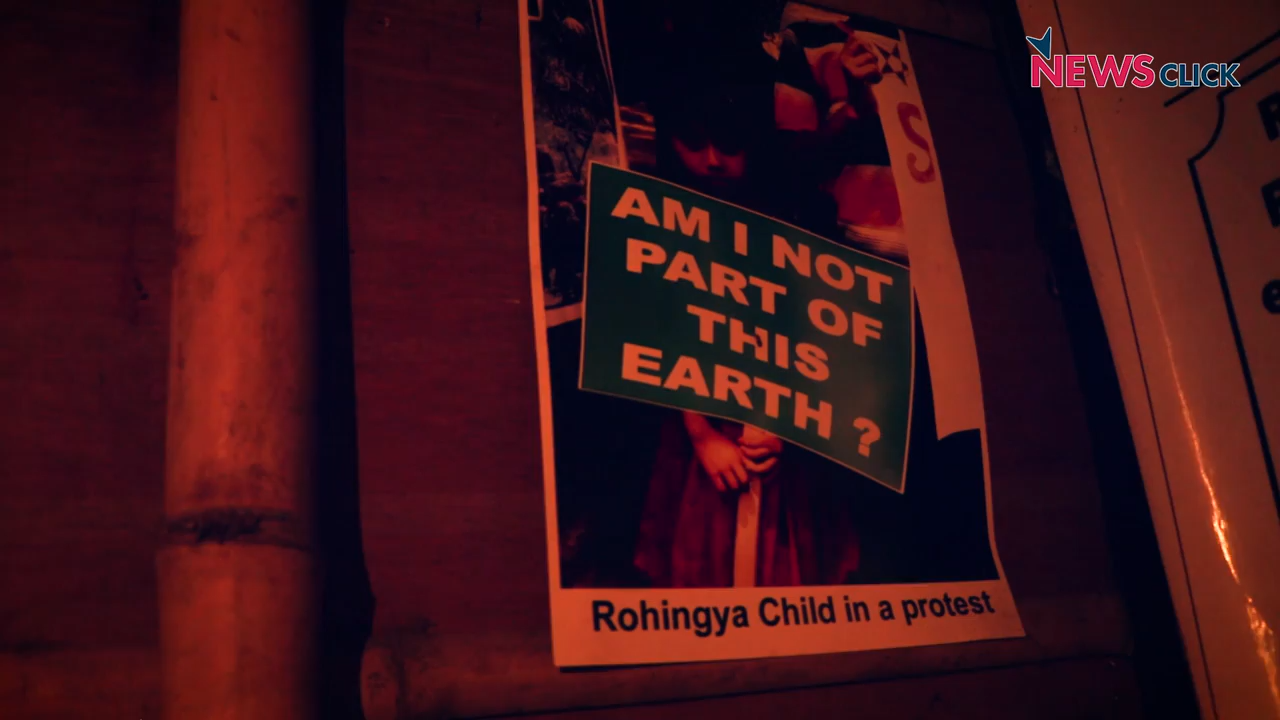 NEWSCLICK
S
AM I NOT
PART OF
THIS
EARTH ?
Rohingya Child in a protest